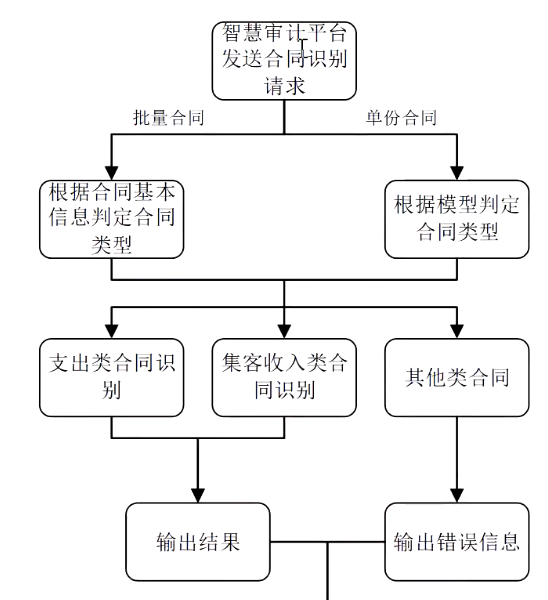 智慧审计平台
发送合同识别
请求
批量合同
单份合同
根据合同基本
信息判定合同
类型
根据模型判定
合同类型
支出类合同识
别
集客收入类合
同识别
其他类合同
输出结果
输出错误信息